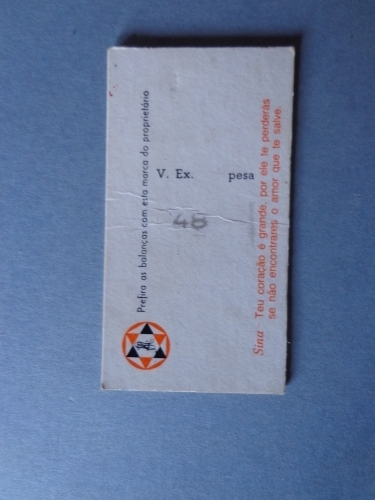 Prefira as balanças com esta marca do proprietário
V. Ex. pesa
48
Sina Teu coração é grande, por ele te perderás
se não encontrares o amor que te salve.